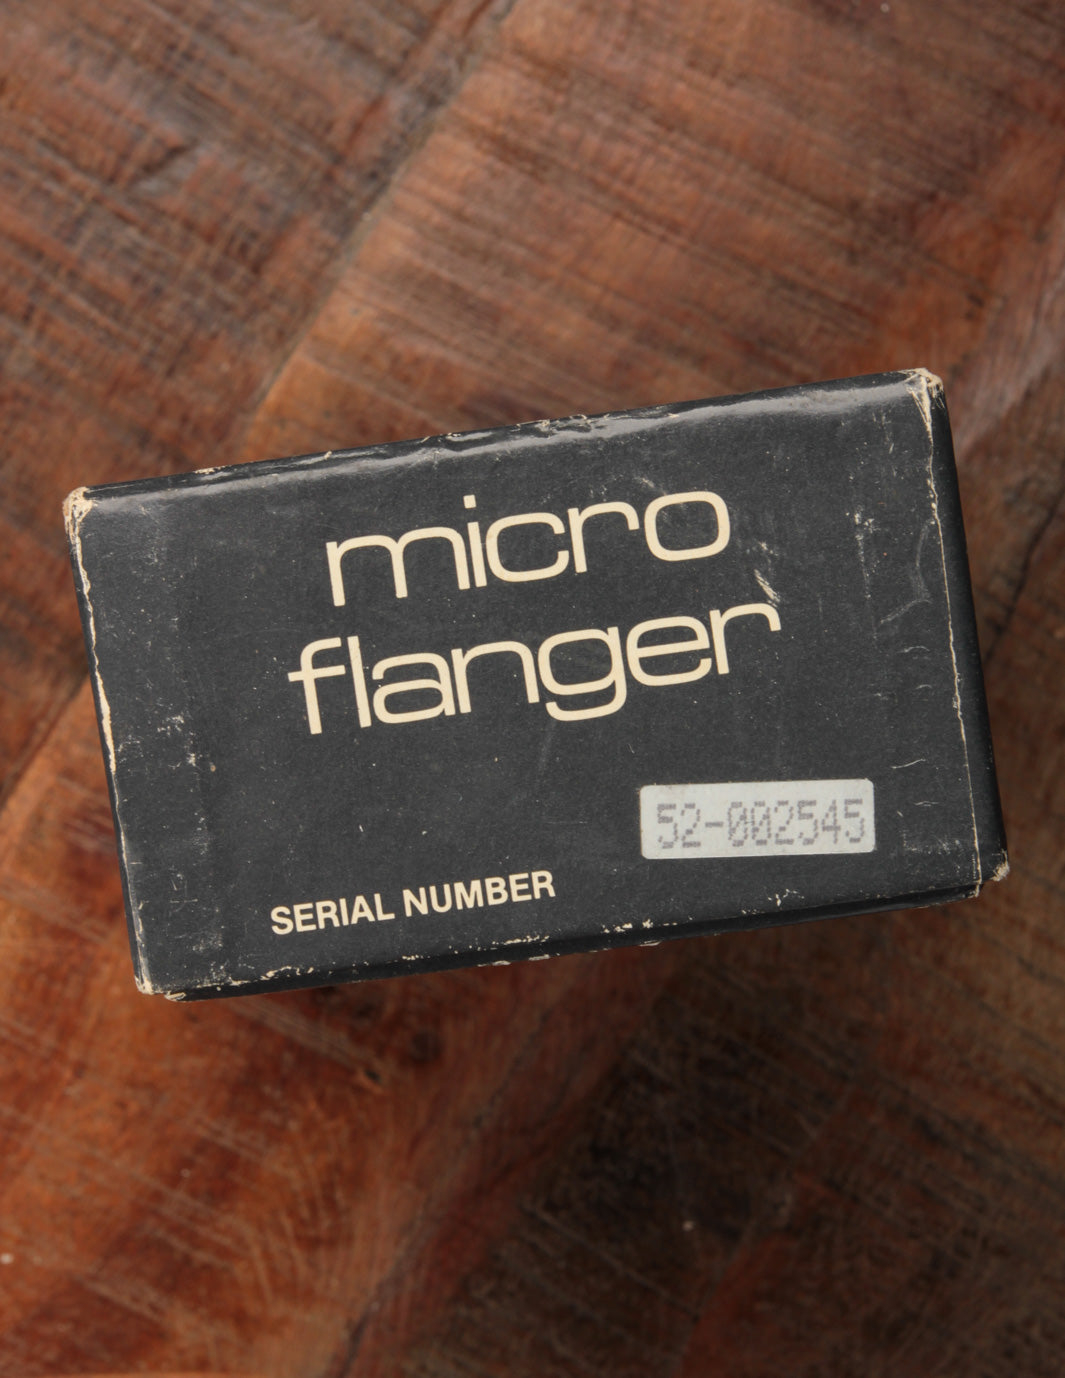 micro
flanger
52-002545
SERIAL NUMBER